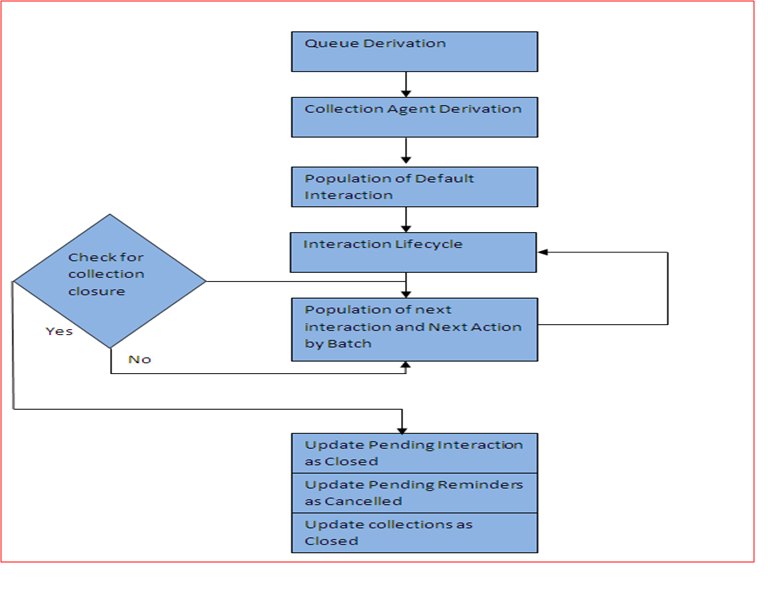 Queue Derivation
Collection Agent Derivation
Population of Default
Interaction
Interaction Lifecycle
Check for
collection
closure
Population of next
interaction and Next Action
by Batch
Yes
No
Update Pending Interaction
as Closed
Update Pending Reminders
as Cancelled
Update collections as
Closed